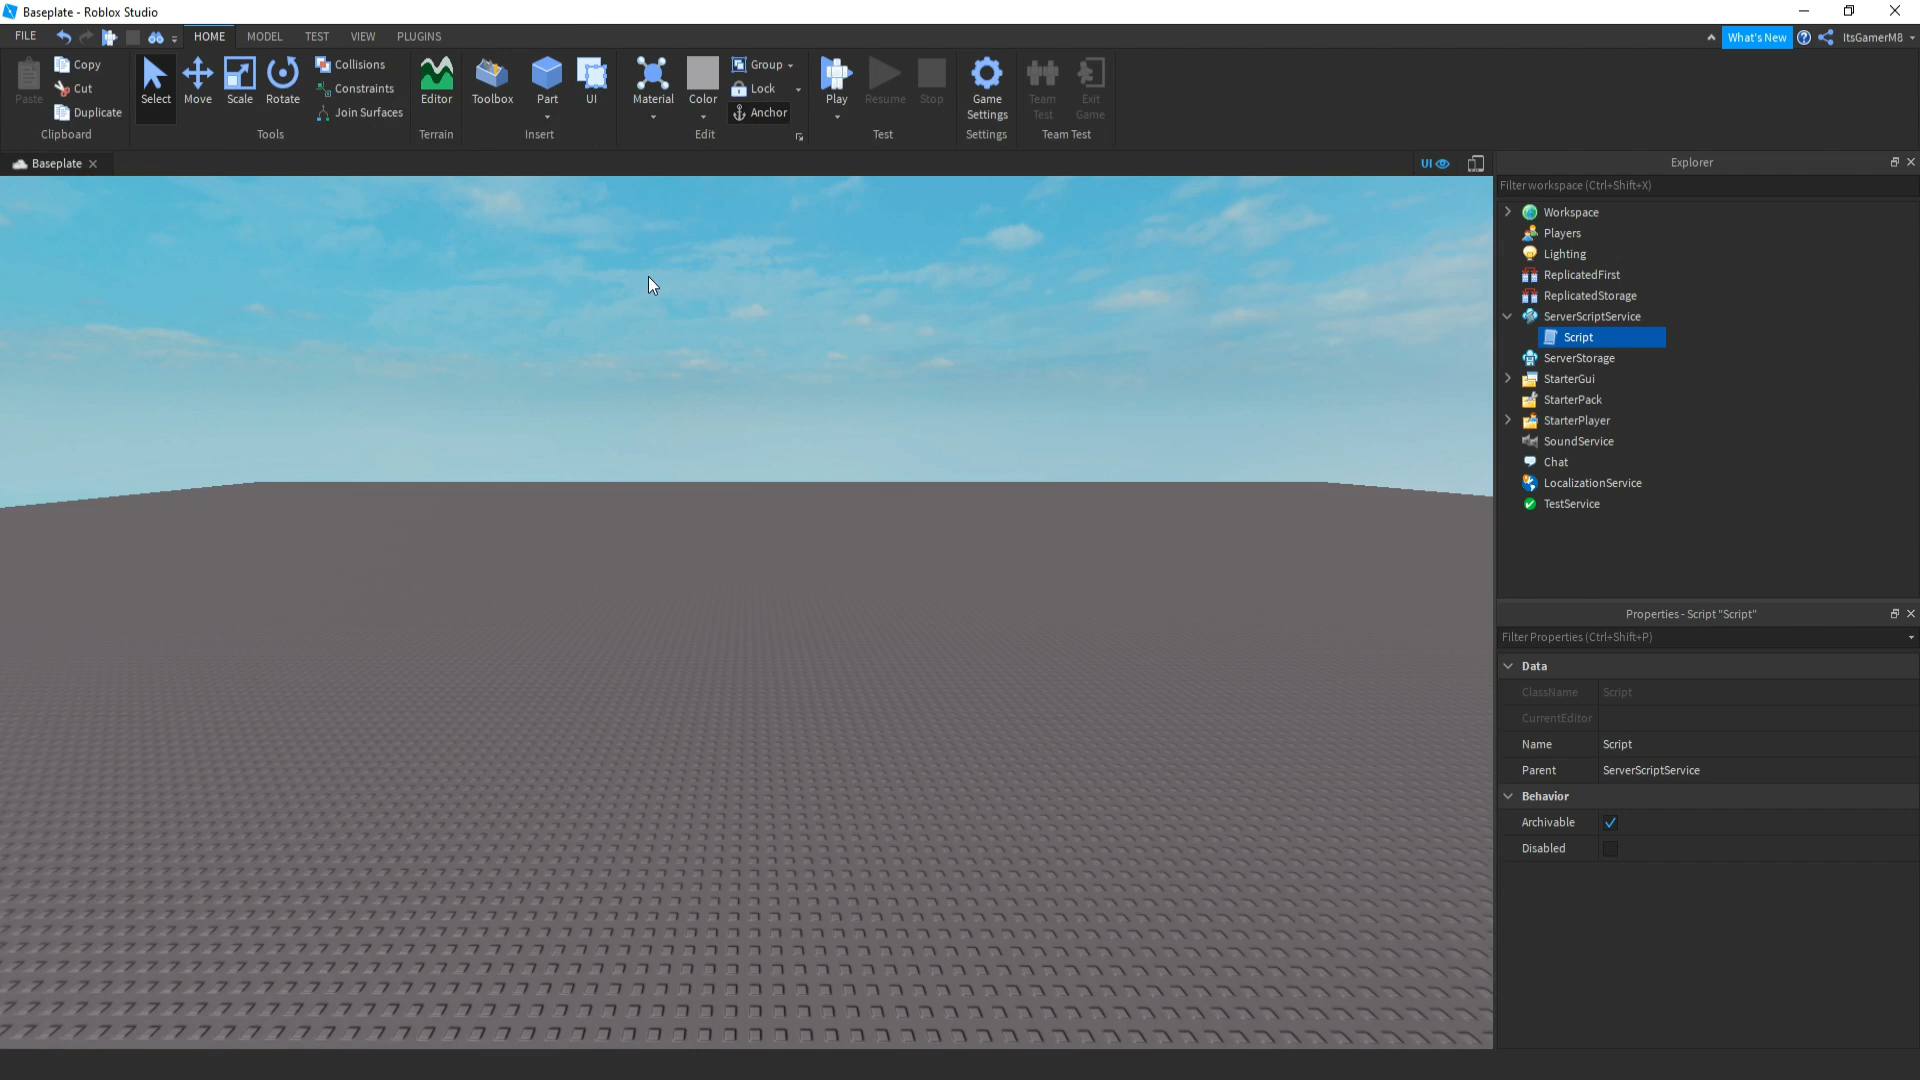 Baseplate - Roblox Studio
FILE HOME MODEL TEST VIEW PLUGINS What's New ItsGamerM8
Paste Copy Cut Duplicate
Clipboard
Select Move Scale Rotate Collisions Constraints Join Surfaces
Tools
Editor
Terrain
Toolbox Part UI
Insert
Material Color Group Lock Anchor
Edit
Play Resume Stop
Test
Game Settings
Settings
Team Test Exit Game
Team Test
Baseplate
UI
Explorer
Filter workspace (Ctrl+Shift+X)
Workspace
Players
Lighting
ReplicatedFirst
ReplicatedStorage
ServerScriptService
Script
ServerStorage
StarterGui
StarterPack
StarterPlayer
SoundService
Chat
LocalizationService
TestService
Properties - Script "Script"
Filter Properties (Ctrl+Shift+P)
Data
ClassName Script
CurrentEditor
Name Script
Parent ServerScriptService
Behavior
Archivable
Disabled